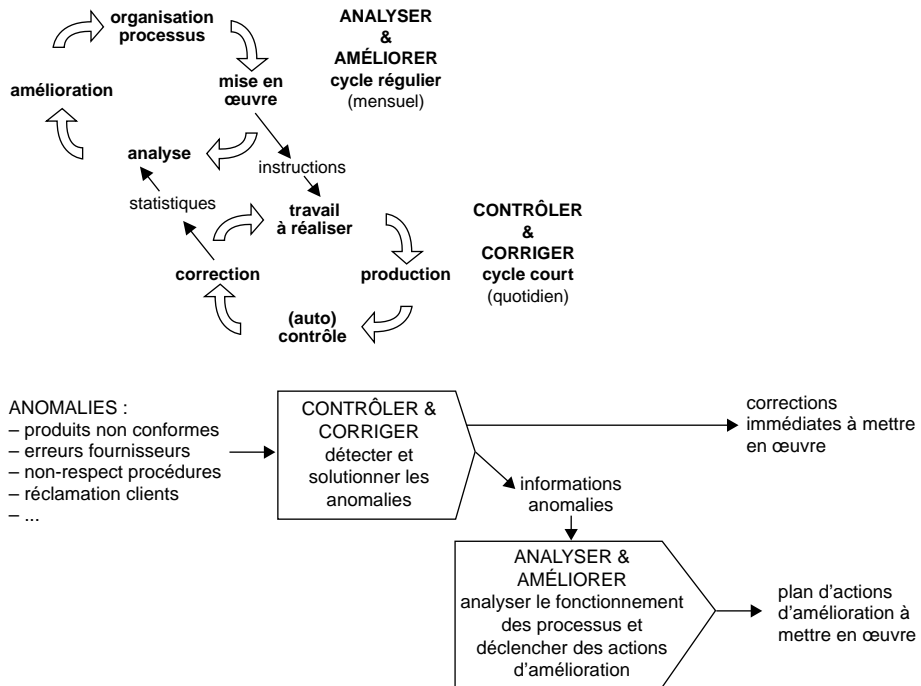 organisation
processus
mise en
œuvre
amélioration
analyse
instructions
statistiques
ANALYSER
&
AMÉLIORER
cycle régulier
(mensuel)
travail
à réaliser
correction
production
(auto)
contrôle
CONTRÔLER
&
CORRIGER
cycle court
(quotidien)
ANOMALIES :
– produits non conformes
– erreurs fournisseurs
– non-respect procédures
– réclamation clients
– ...
CONTRÔLER &
CORRIGER
détecter et
solutionner les
anomalies
corrections
immédiates à mettre
en œuvre
informations
anomalies
ANALYSER &
AMÉLIORER
analyser le fonctionnement
des processus et
déclencher des actions
d’amélioration
plan d’actions
d’amélioration à
mettre en œuvre